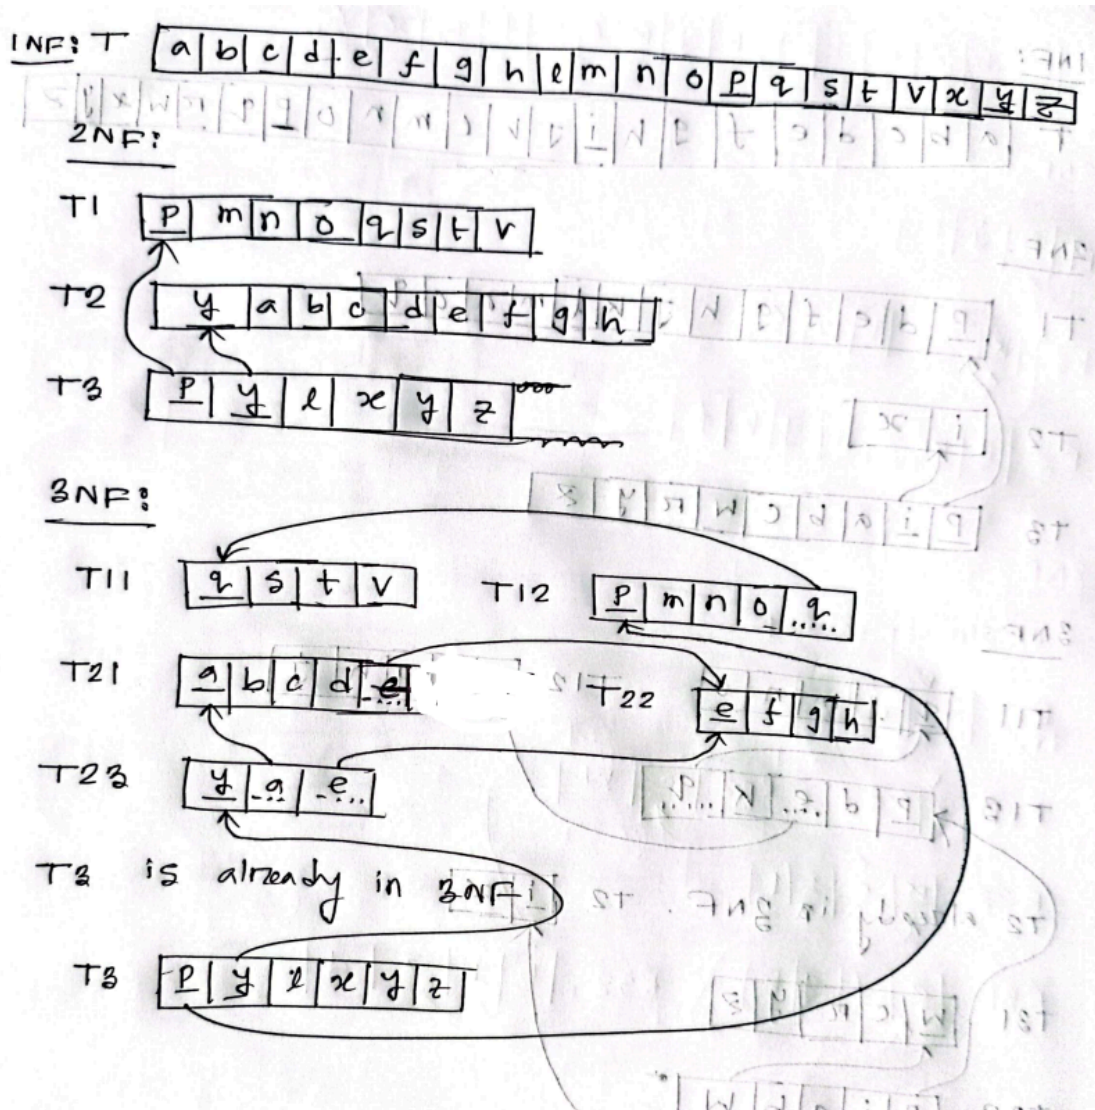 1NF: T a b c d e f g h l m n o p q s t v x y z
2NF:
T1 p m n o q s t v
T2 y a b c d e f g h
T3 p y l x y z
3NF:
T11 q s t v T12 p m n o q
T21 a b c d e T22 e f g h
T23 y a e
T3 is already in 3NF
T3 p y l x y z